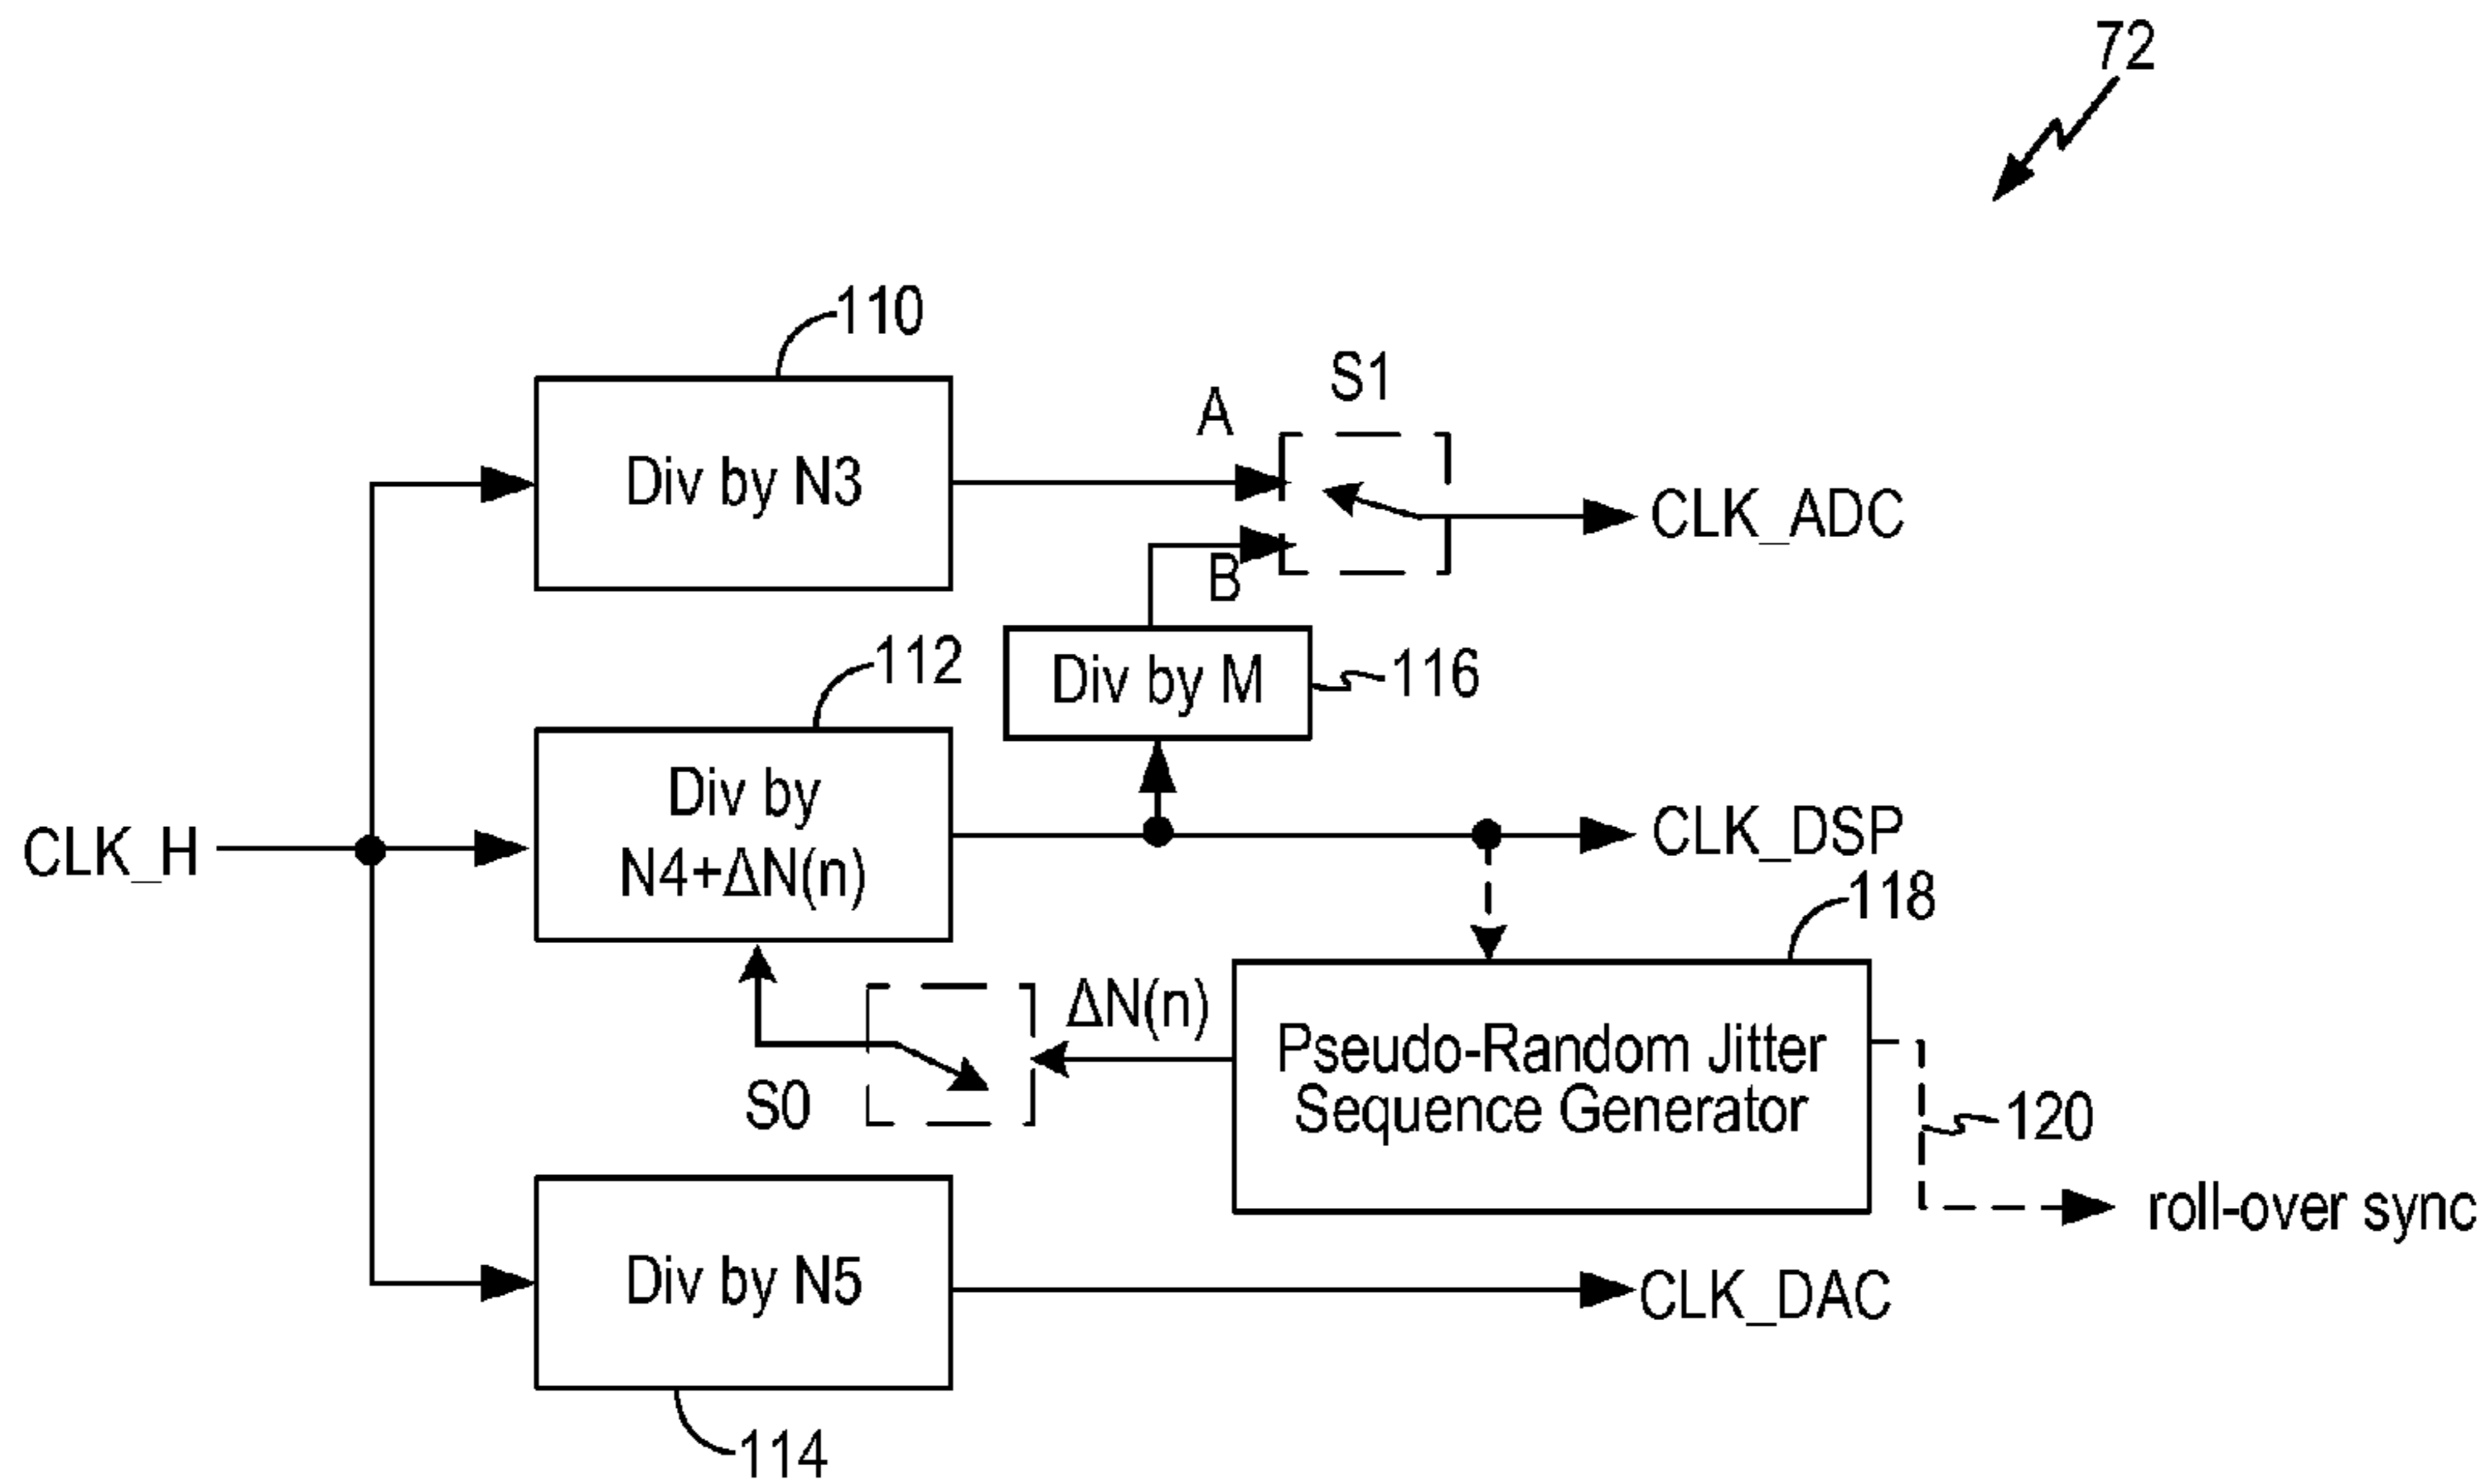 72
110
S1
A
Div by N3
CLK_ADC
B
112
Div by M
116
Div by
N4+ΔN(n)
CLK_H
CLK_DSP
118
ΔN(n)
Pseudo-Random Jitter
Sequence Generator
S0
120
roll-over sync
Div by N5
CLK_DAC
114